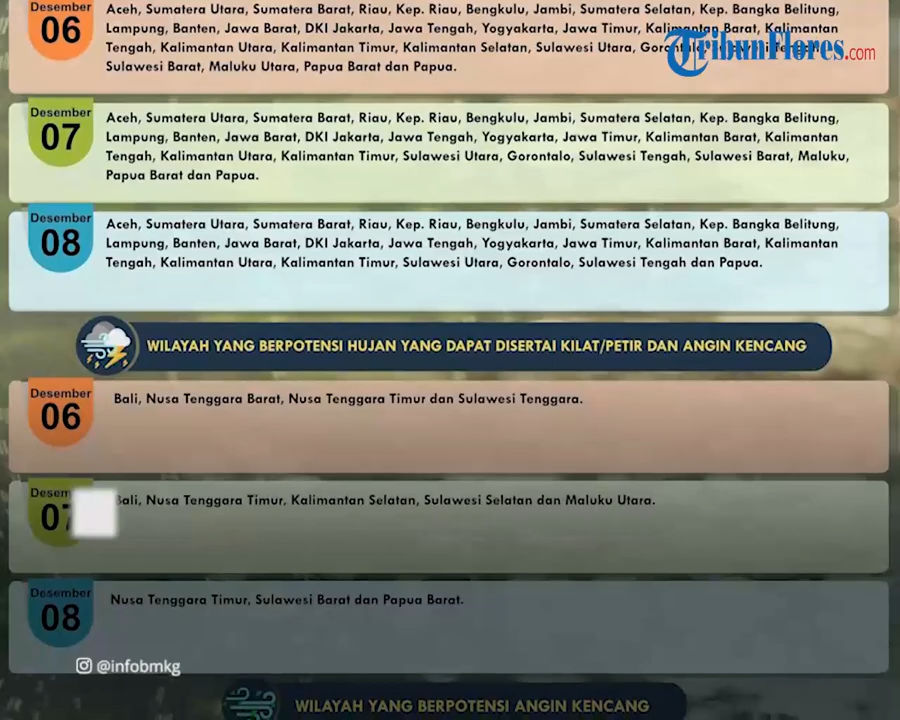 Desember
06
Aceh, Sumatera Utara, Sumatera Barat, Riau, Kep. Riau, Bengkulu, Jambi, Sumatera Selatan, Kep. Bangka Belitung,
Lampung, Banten, Jawa Barat, DKI Jakarta, Jawa Tengah, Yogyakarta, Jawa Timur, Kalimantan Barat, Kalimantan
Tengah, Kalimantan Utara, Kalimantan Timur, Kalimantan Selatan, Sulawesi Utara, Gorontalo, Sulawesi Tengah,
Sulawesi Barat, Maluku Utara, Papua Barat dan Papua.
TribunFlores.com
Desember
07
Aceh, Sumatera Utara, Sumatera Barat, Riau, Kep. Riau, Bengkulu, Jambi, Sumatera Selatan, Kep. Bangka Belitung,
Lampung, Banten, Jawa Barat, DKI Jakarta, Jawa Tengah, Yogyakarta, Jawa Timur, Kalimantan Barat, Kalimantan
Tengah, Kalimantan Utara, Kalimantan Timur, Sulawesi Utara, Gorontalo, Sulawesi Tengah, Sulawesi Barat, Maluku,
Papua Barat dan Papua.
Desember
08
Aceh, Sumatera Utara, Sumatera Barat, Riau, Kep. Riau, Bengkulu, Jambi, Sumatera Selatan, Kep. Bangka Belitung,
Lampung, Banten, Jawa Barat, DKI Jakarta, Jawa Tengah, Yogyakarta, Jawa Timur, Kalimantan Barat, Kalimantan
Tengah, Kalimantan Utara, Kalimantan Timur, Sulawesi Utara, Gorontalo, Sulawesi Tengah dan Papua.
WILAYAH YANG BERPOTENSI HUJAN YANG DAPAT DISERTAI KILAT/PETIR DAN ANGIN KENCANG
Desember
06
Bali, Nusa Tenggara Barat, Nusa Tenggara Timur dan Sulawesi Tenggara.
07
Bali, Nusa Tenggara Timur, Kalimantan Selatan, Sulawesi Selatan dan Maluku Utara.
Desember
08
Nusa Tenggara Timur, Sulawesi Barat dan Papua Barat.
@infobmkg
WILAYAH YANG BERPOTENSI ANGIN KENCANG